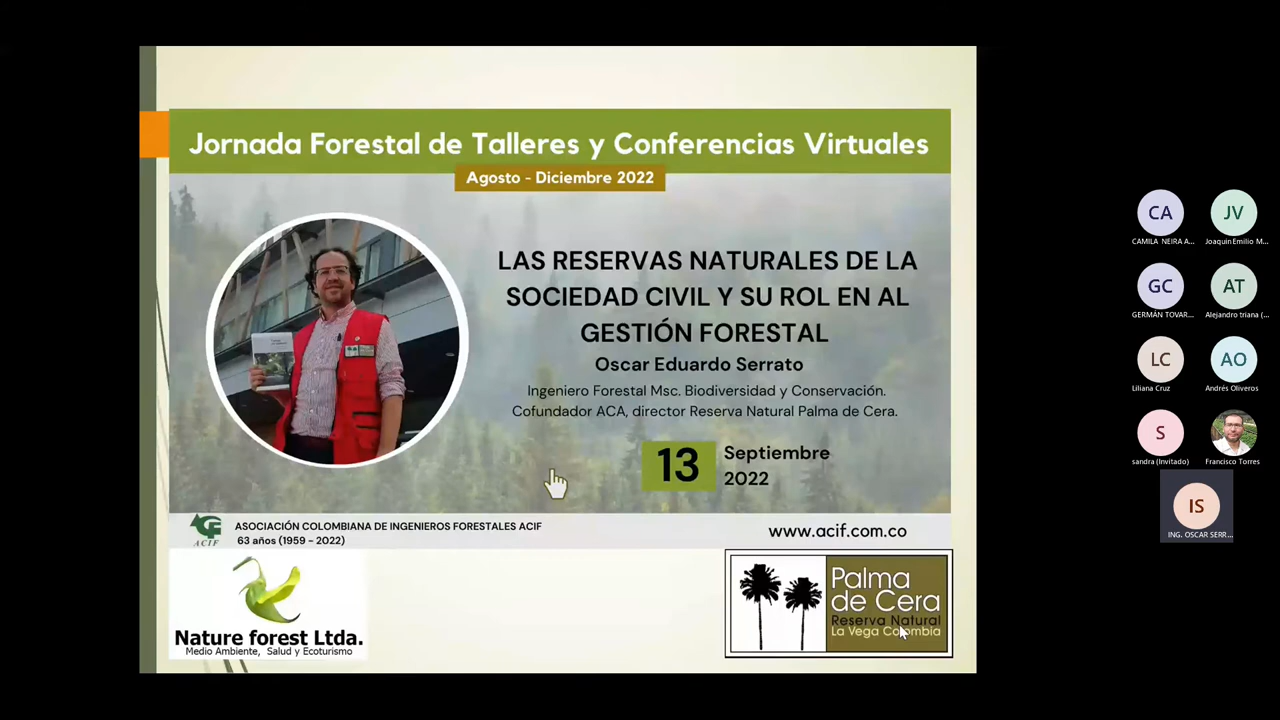 Jornada Forestal de Talleres y Conferencias Virtuales
Agosto - Diciembre 2022
LAS RESERVAS NATURALES DE LA
SOCIEDAD CIVIL Y SU ROL EN AL
GESTIÓN FORESTAL
Oscar Eduardo Serrato
Ingeniero Forestal Msc. Biodiversidad y Conservación.
Cofundador ACA, director Reserva Natural Palma de Cera.
13
Septiembre
2022
ACIF
ASOCIACIÓN COLOMBIANA DE INGENIEROS FORESTALES ACIF
63 años (1959 - 2022)
www.acif.com.co
Nature forest Ltda.
Medio Ambiente, Salud y Ecoturismo
Palma
de Cera
Reserva Natural
La Vega Colombia
CA
CAMILA NEIRA A...
JV
Joaquin Emilio M...
GC
GERMÁN TOVAR...
AT
Alejandro triana (...
LC
Liliana Cruz
AO
Andrés Oliveros
S
sandra (Invitado)
Francisco Torres
IS
ING. OSCAR SERR...